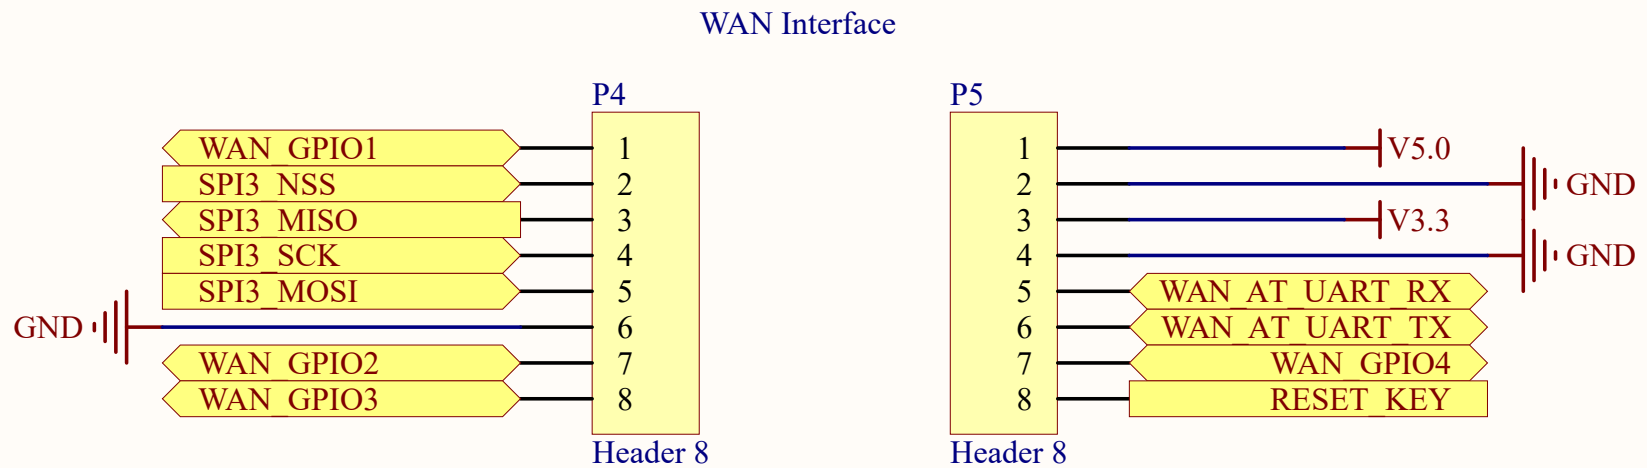 WAN Interface
P4
WAN_GPIO1 1
SPI3_NSS 2
SPI3_MISO 3
SPI3_SCK 4
SPI3_MOSI 5
GND 6
WAN_GPIO2 7
WAN_GPIO3 8
Header 8
P5
1 V5.0
2 GND
3 V3.3
4 GND
5 WAN_AT_UART_RX
6 WAN_AT_UART_TX
7 WAN_GPIO4
8 RESET_KEY
Header 8